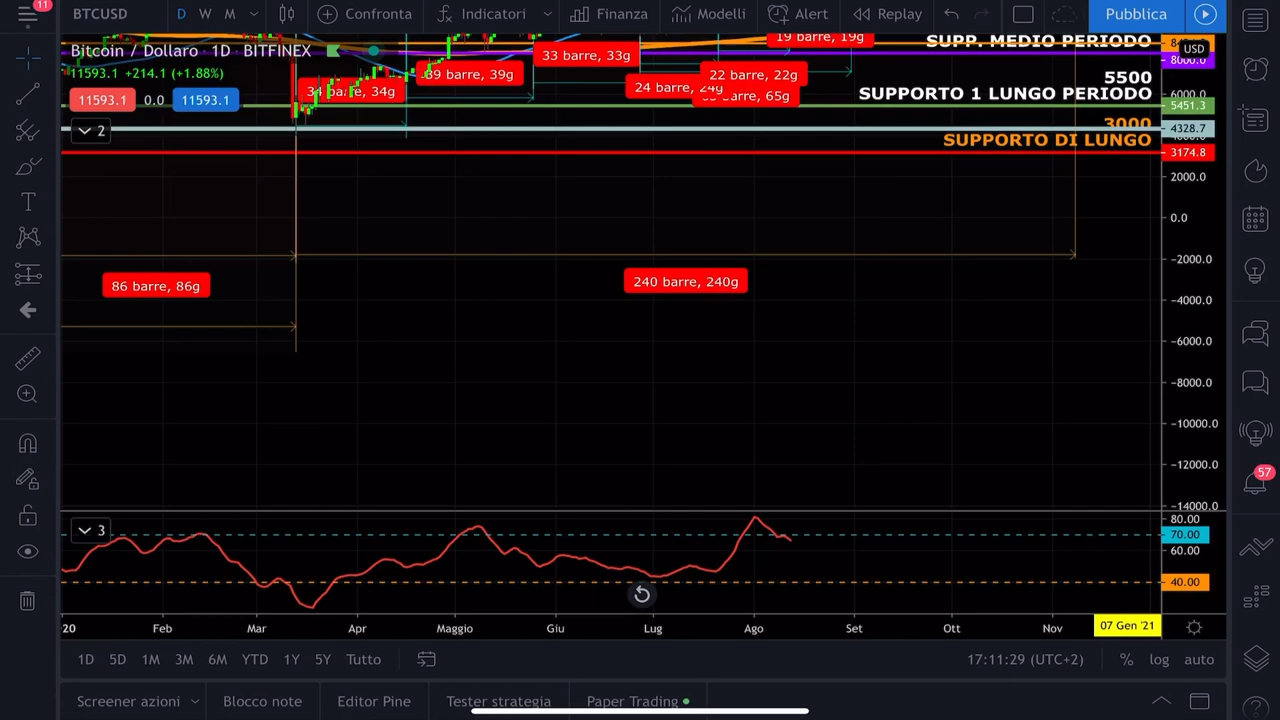 11
BTCUSD
D W M
Confronta
Indicatori
Finanza
Modelli
Alert
Replay
Pubblica
Bitcoin / Dollaro · 1D · BITFINEX
11593.1 +214.1 (+1.88%)
11593.1 0.0 11593.1
2
34 barre, 34g
39 barre, 39g
33 barre, 33g
24 barre, 24g
22 barre, 22g
barre, 65g
19 barre, 19g
SUPP. MEDIO PERIODO
5500
SUPPORTO 1 LUNGO PERIODO
3000
SUPPORTO DI LUNGO
86 barre, 86g
240 barre, 240g
USD
8000.0
6000.0
5451.3
4328.7
3174.8
2000.0
0.0
−2000.0
−4000.0
−6000.0
−8000.0
−10000.0
−12000.0
−14000.0
57
3
80.00
70.00
60.00
40.00
20 Feb Mar Apr Maggio Giu Lug Ago Set Ott Nov 07 Gen '21
1D 5D 1M 3M 6M YTD 1Y 5Y Tutto
17:11:29 (UTC+2) % log auto
Screener azioni
Blocco note
Editor Pine
Tester strategia
Paper Trading